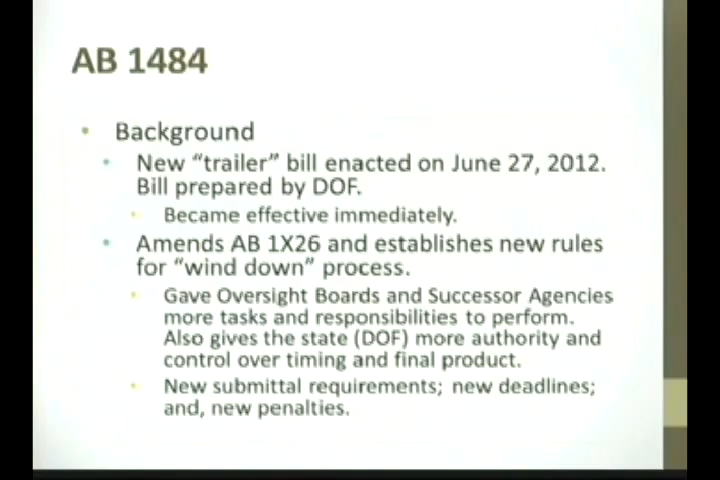 AB 1484
• Background
• New “trailer” bill enacted on June 27, 2012.
Bill prepared by DOF.
• Became effective immediately.
• Amends AB 1X26 and establishes new rules
for “wind down” process.
• Gave Oversight Boards and Successor Agencies
more tasks and responsibilities to perform.
Also gives the state (DOF) more authority and
control over timing and final product.
• New submittal requirements; new deadlines;
and, new penalties.